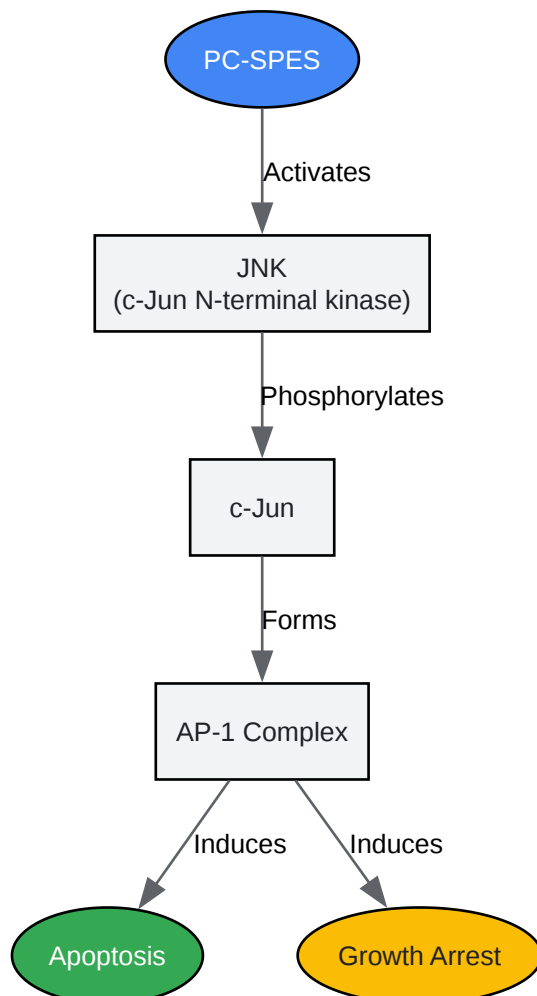 PC-SPES
Activates
JNK
(c-Jun N-terminal kinase)
Phosphorylates
c-Jun
Forms
AP-1 Complex
Induces
Induces
Apoptosis
Growth Arrest